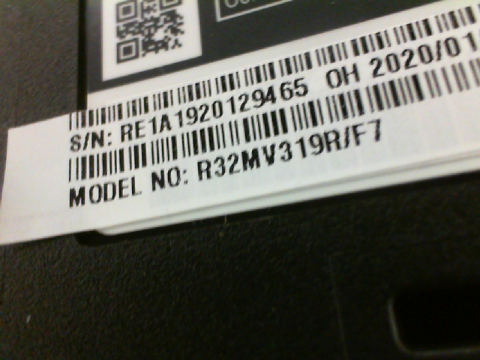 S/N: RE1A1920129465 OH 2020/01
MODEL NO: R32MV319R/F7